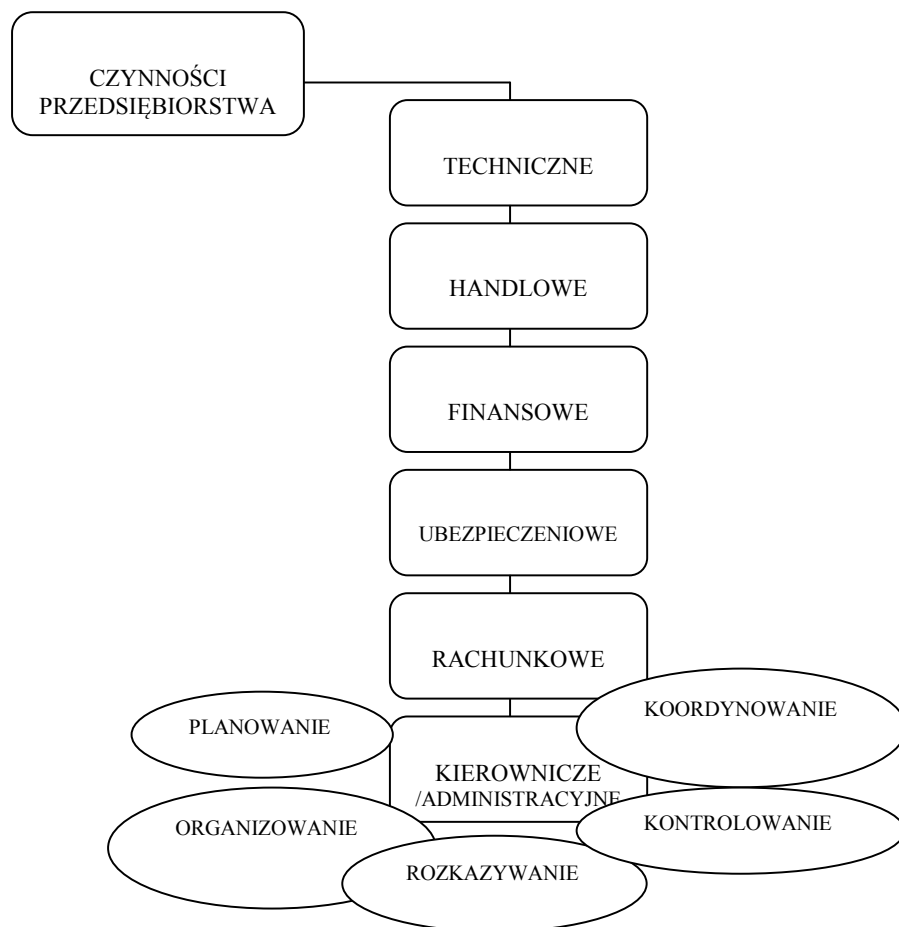 CZYNNOŚCI
PRZEDSIĘBIORSTWA
TECHNICZNE
HANDLOWE
FINANSOWE
UBEZPIECZENIOWE
RACHUNKOWE
KOORDYNOWANIE
PLANOWANIE
KIEROWNICZE
/ADMINISTRACYJNE
ORGANIZOWANIE
KONTROLOWANIE
ROZKAZYWANIE